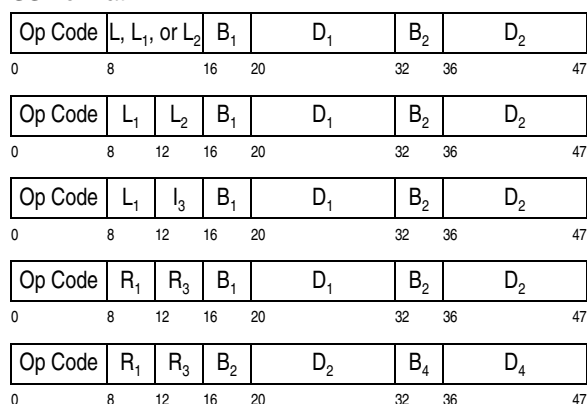 Op Code L, L₁, or L₂ B₁ D₁ B₂ D₂
0 8 16 20 32 36 47
Op Code L₁ L₂ B₁ D₁ B₂ D₂
0 8 12 16 20 32 36 47
Op Code L₁ I₃ B₁ D₁ B₂ D₂
0 8 12 16 20 32 36 47
Op Code R₁ R₃ B₁ D₁ B₂ D₂
0 8 12 16 20 32 36 47
Op Code R₁ R₃ B₂ D₂ B₄ D₄
0 8 12 16 20 32 36 47